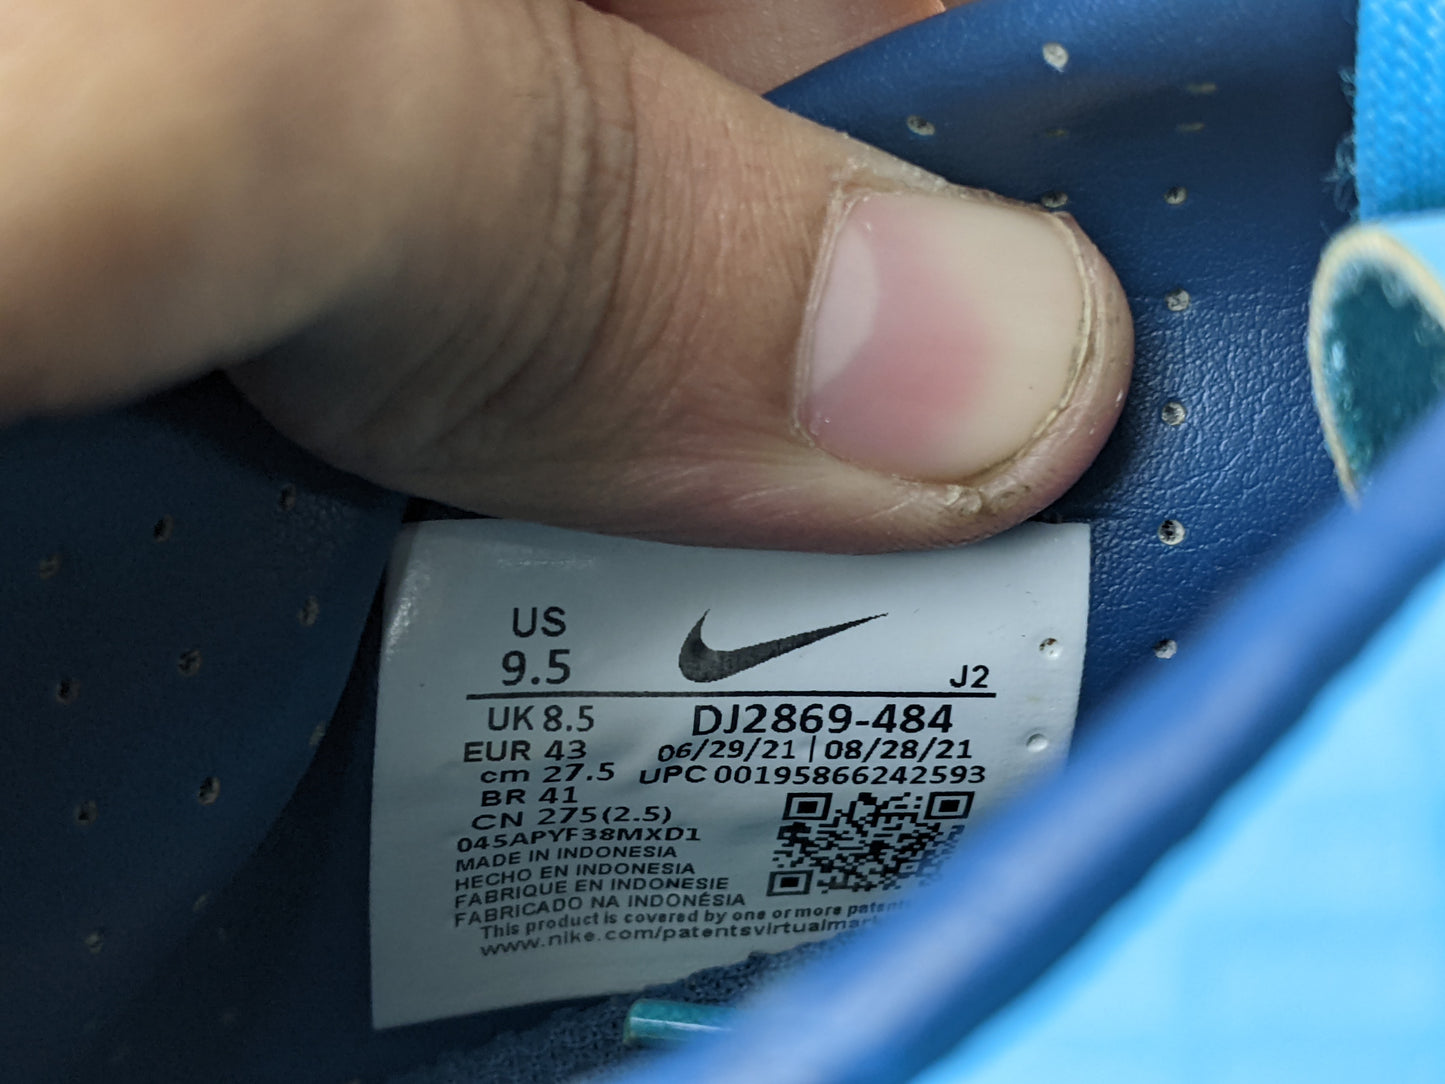 US
9.5
J2
UK 8.5
DJ2869-484
EUR 43
06/29/21 | 08/28/21
cm 27.5
UPC 00195866242593
BR 41
CN 275(2.5)
045APYF38MXD1
MADE IN INDONESIA
HECHO EN INDONESIA
FABRIQUE EN INDONESIE
FABRICADO NA INDONÉSIA
This product is covered by one or more
www.nike.com/patentsvirtualmar